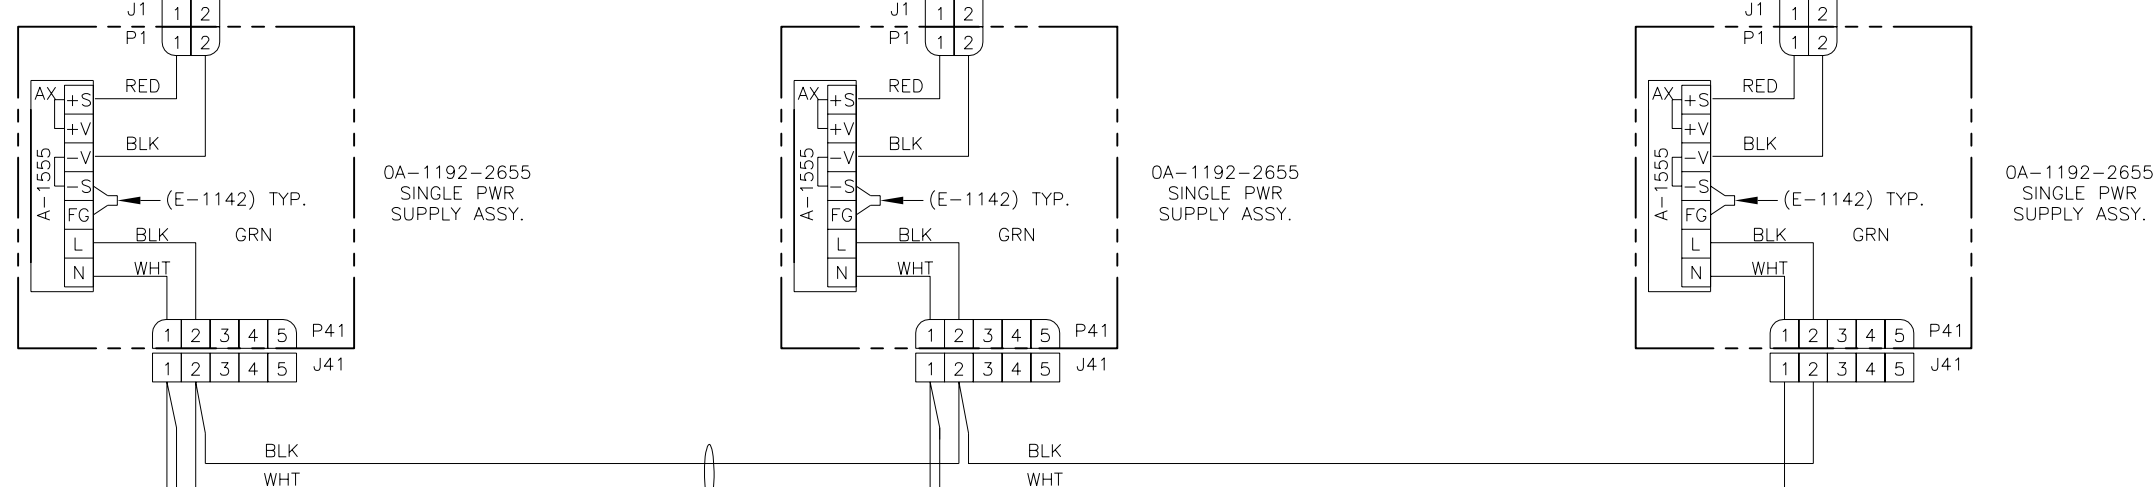 J1 1 2
P1 1 2
RED
AX
+S
+V
BLK
-V
A-1555
-S
(E-1142) TYP.
FG
BLK
GRN
L
WHT
N
1 2 3 4 5 P41
1 2 3 4 5 J41
BLK
WHT
0A-1192-2655
SINGLE PWR
SUPPLY ASSY.
J1 1 2
P1 1 2
RED
AX
+S
+V
BLK
-V
A-1555
-S
(E-1142) TYP.
FG
BLK
GRN
L
WHT
N
1 2 3 4 5 P41
1 2 3 4 5 J41
BLK
WHT
0A-1192-2655
SINGLE PWR
SUPPLY ASSY.
J1 1 2
P1 1 2
RED
AX
+S
+V
BLK
-V
A-1555
-S
(E-1142) TYP.
FG
BLK
GRN
L
WHT
N
1 2 3 4 5 P41
1 2 3 4 5 J41
0A-1192-2655
SINGLE PWR
SUPPLY ASSY.